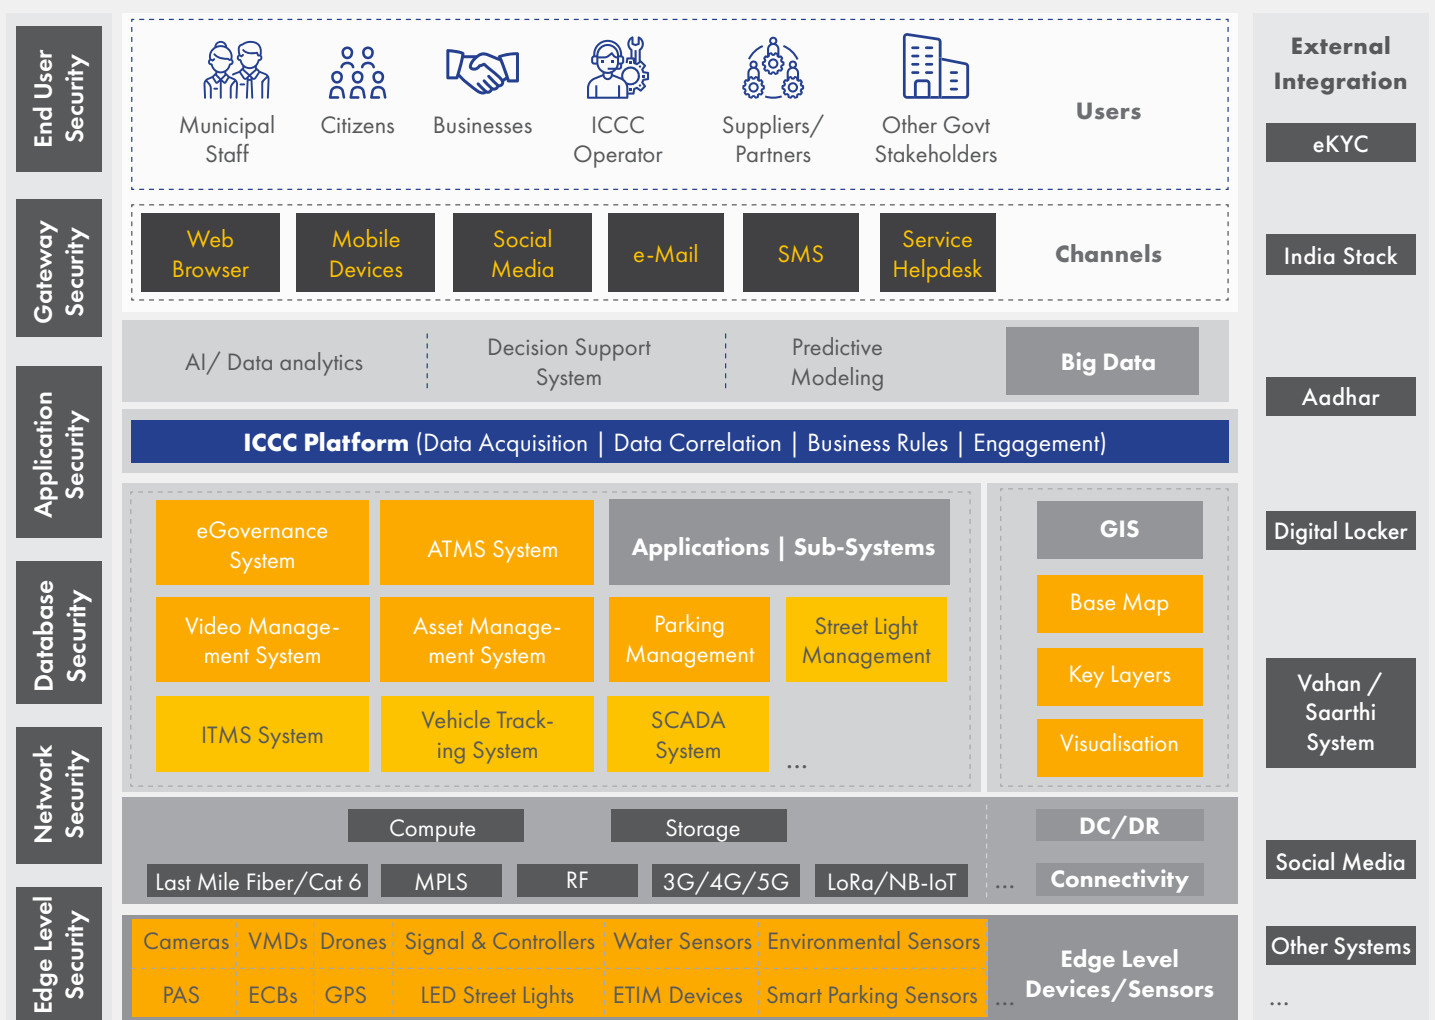 End User
Security
Gateway
Security
Application
Security
Database
Security
Network
Security
Edge Level
Security
Municipal
Staff
Citizens
Businesses
ICCC
Operator
Suppliers/
Partners
Other Govt
Stakeholders
Users
Web
Browser
Mobile
Devices
Social
Media
e-Mail
SMS
Service
Helpdesk
Channels
AI/ Data analytics
Decision Support
System
Predictive
Modeling
Big Data
ICCC Platform (Data Acquisition | Data Correlation | Business Rules | Engagement)
eGovernance
System
ATMS System
Applications | Sub-Systems
Video Manage-
ment System
Asset Manage-
ment System
Parking
Management
Street Light
Management
ITMS System
Vehicle Track-
ing System
SCADA
System
...
GIS
Base Map
Key Layers
Visualisation
Compute
Storage
DC/DR
Last Mile Fiber/Cat 6
MPLS
RF
3G/4G/5G
LoRa/NB-IoT
...
Connectivity
Cameras
VMDs
Drones
Signal & Controllers
Water Sensors
Environmental Sensors
PAS
ECBs
GPS
LED Street Lights
ETIM Devices
Smart Parking Sensors
...
Edge Level
Devices/Sensors
External
Integration
eKYC
India Stack
Aadhar
Digital Locker
Vahan /
Saarthi
System
Social Media
Other Systems
...